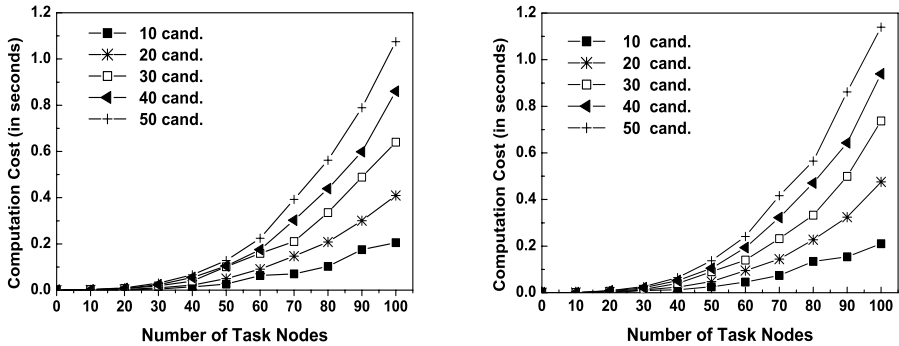 1.2
1.0
0.8
0.6
0.4
0.2
0.0
Computation Cost (in seconds)
10 cand.
20 cand.
30 cand.
40 cand.
50 cand.
0 10 20 30 40 50 60 70 80 90 100
Number of Task Nodes
1.2
1.0
0.8
0.6
0.4
0.2
0.0
Computation Cost (in seconds)
10 cand.
20 cand.
30 cand.
40 cand.
50 cand.
0 10 20 30 40 50 60 70 80 90 100
Number of Task Nodes